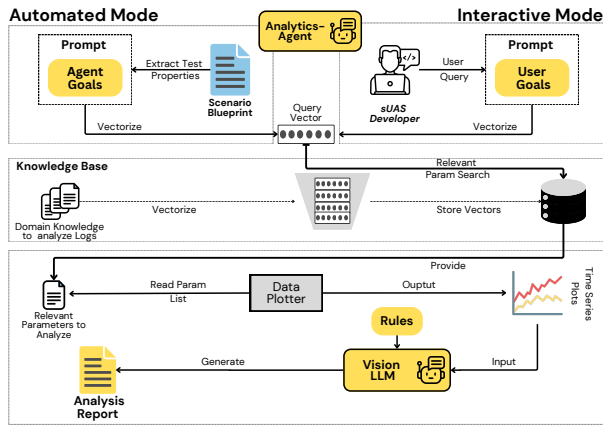 Automated Mode
Analytics-
Agent
Interactive Mode
Prompt
Agent
Goals
Extract Test
Properties
Scenario
Blueprint
User
Query
sUAS
Developer
Prompt
User
Goals
Query
Vector
Vectorize
Vectorize
Knowledge Base
Relevant
Param Search
Domain Knowledge
to analyze Logs
Vectorize
Store Vectors
Provide
Relevant
Parameters to
Analyze
Read Param
List
Data
Plotter
Ouptut
Time Series
Plots
Rules
Vision
LLM
Input
Generate
Analysis
Report